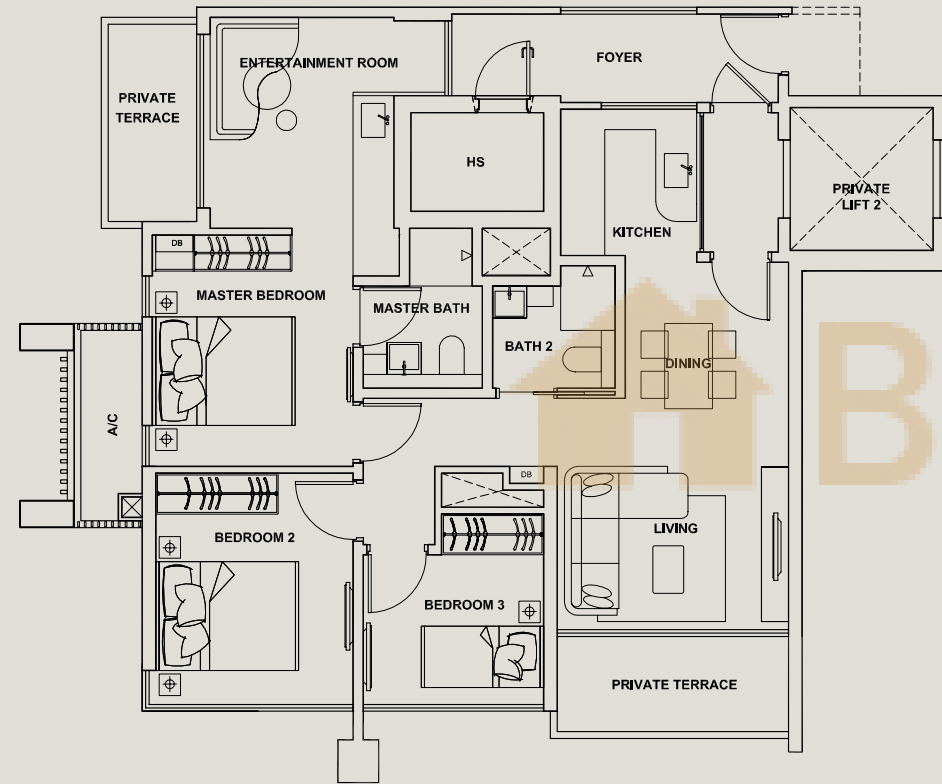 ENTERTAINMENT ROOM
FOYER
PRIVATE
TERRACE
HS
PRIVATE
LIFT 2
KITCHEN
DB
MASTER BEDROOM
MASTER BATH
BATH 2
DINING
A/C
B
DB
BEDROOM 2
LIVING
BEDROOM 3
PRIVATE TERRACE